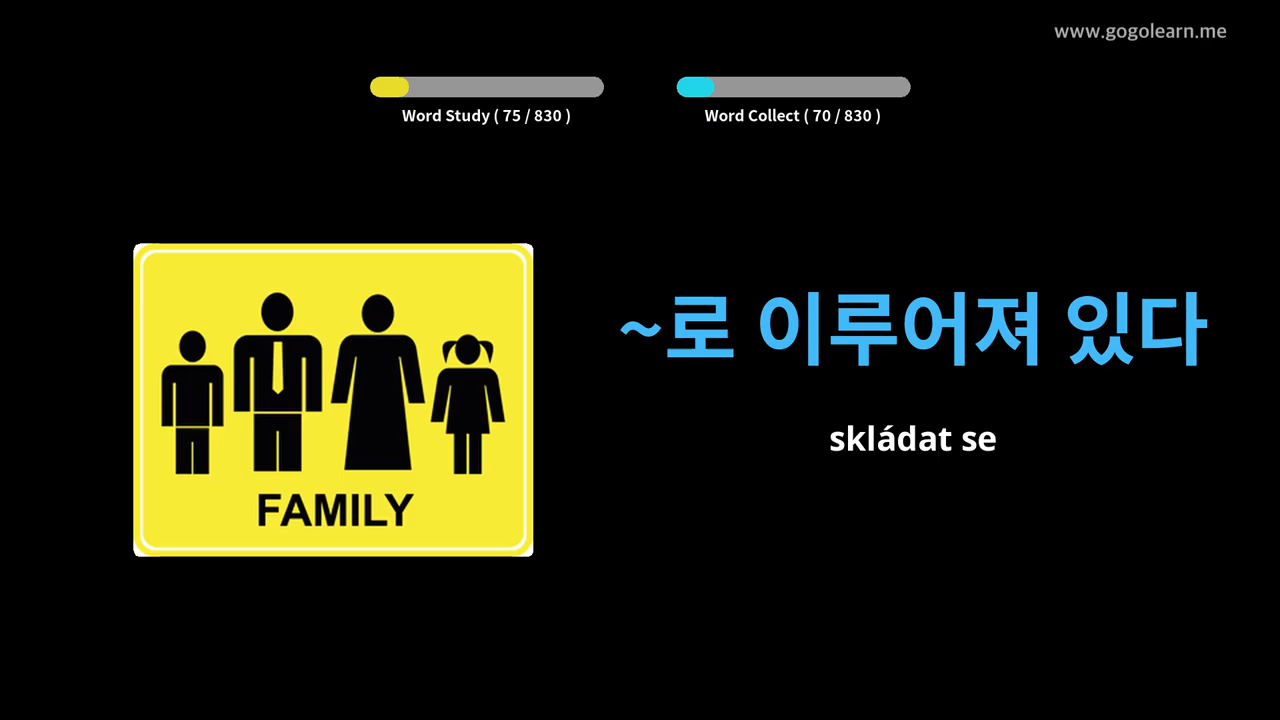 www.gogolearn.me
Word Study ( 75 / 830 )
Word Collect ( 70 / 830 )
~로 이루어져 있다
skládat se
FAMILY